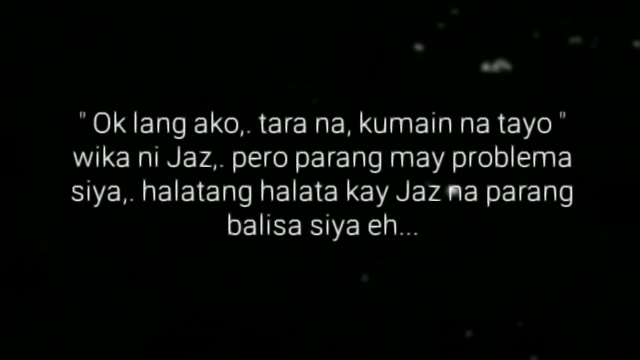 " Ok lang ako,. tara na, kumain na tayo "
wika ni Jaz,. pero parang may problema
siya,. halatang halata kay Jaz na parang
balisa siya eh...